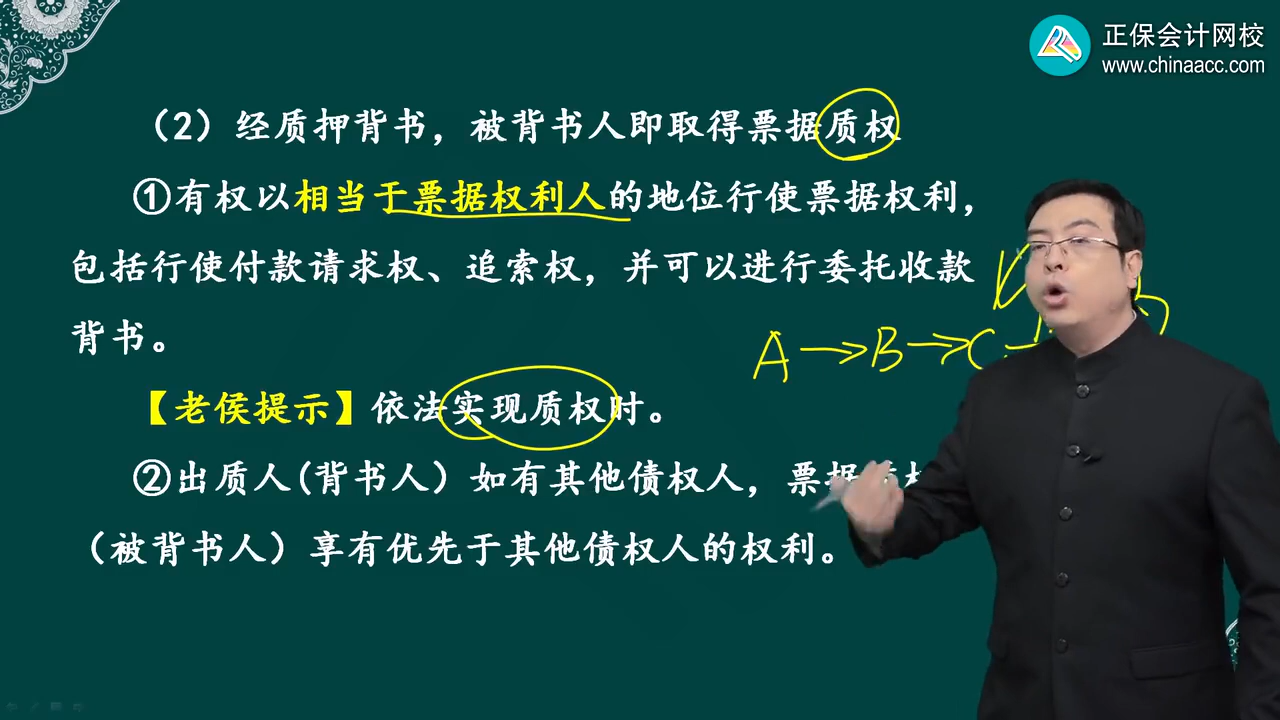 正保会计网校
www.chinaacc.com
（2）经质押背书，被背书人即取得票据质权
①有权以相当于票据权利人的地位行使票据权利，
包括行使付款请求权、追索权，并可以进行委托收款
背书。
A→B→C
【老侯提示】依法实现质权时。
②出质人(背书人）如有其他债权人，票据
（被背书人）享有优先于其他债权人的权利。